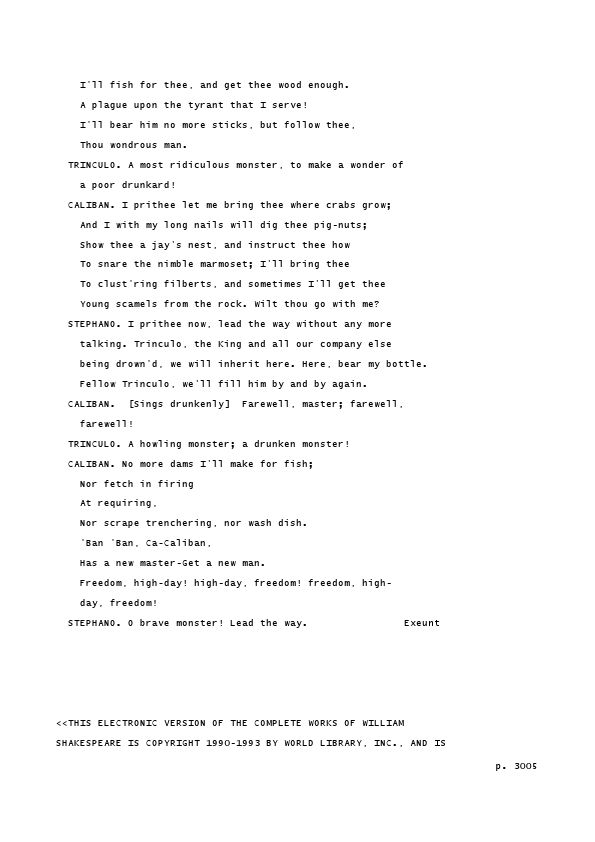 I'll fish for thee, and get thee wood enough.
A plague upon the tyrant that I serve!
I'll bear him no more sticks, but follow thee,
Thou wondrous man.
TRINCULO. A most ridiculous monster, to make a wonder of
a poor drunkard!
CALIBAN. I prithee let me bring thee where crabs grow;
And I with my long nails will dig thee pig-nuts;
Show thee a jay's nest, and instruct thee how
To snare the nimble marmoset; I'll bring thee
To clust'ring filberts, and sometimes I'll get thee
Young scamels from the rock. Wilt thou go with me?
STEPHANO. I prithee now, lead the way without any more
talking. Trinculo, the King and all our company else
being drown'd, we will inherit here. Here, bear my bottle.
Fellow Trinculo, we'll fill him by and by again.
CALIBAN.  [Sings drunkenly]  Farewell, master; farewell,
farewell!
TRINCULO. A howling monster; a drunken monster!
CALIBAN. No more dams I'll make for fish;
Nor fetch in firing
At requiring,
Nor scrape trenchering, nor wash dish.
'Ban 'Ban, Ca-Caliban,
Has a new master-Get a new man.
Freedom, high-day! high-day, freedom! freedom, high-
day, freedom!
STEPHANO. O brave monster! Lead the way. Exeunt
<<THIS ELECTRONIC VERSION OF THE COMPLETE WORKS OF WILLIAM
SHAKESPEARE IS COPYRIGHT 1990-1993 BY WORLD LIBRARY, INC., AND IS
p. 3005